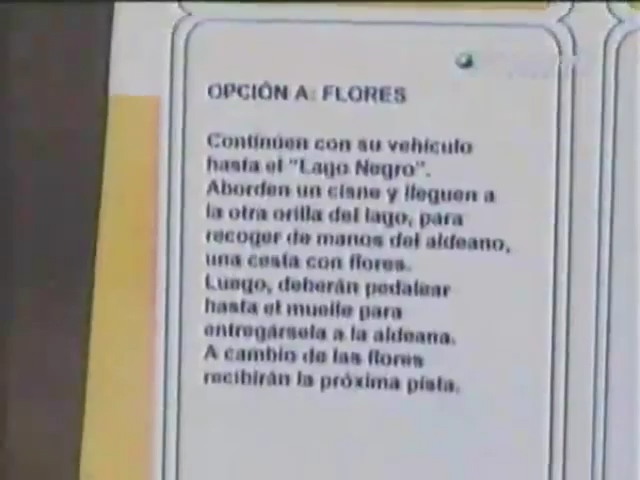 OPCIÓN A: FLORES
Continúen con su vehículo
hasta el "Lago Negro".
Aborden un cisne y lleguen a
la otra orilla del lago, para
recoger de manos del aldeano,
una cesta con flores.
Luego, deberán pedalear
hasta el muelle para
entregársela a la aldeana.
A cambio de las flores
recibirán la próxima pista.